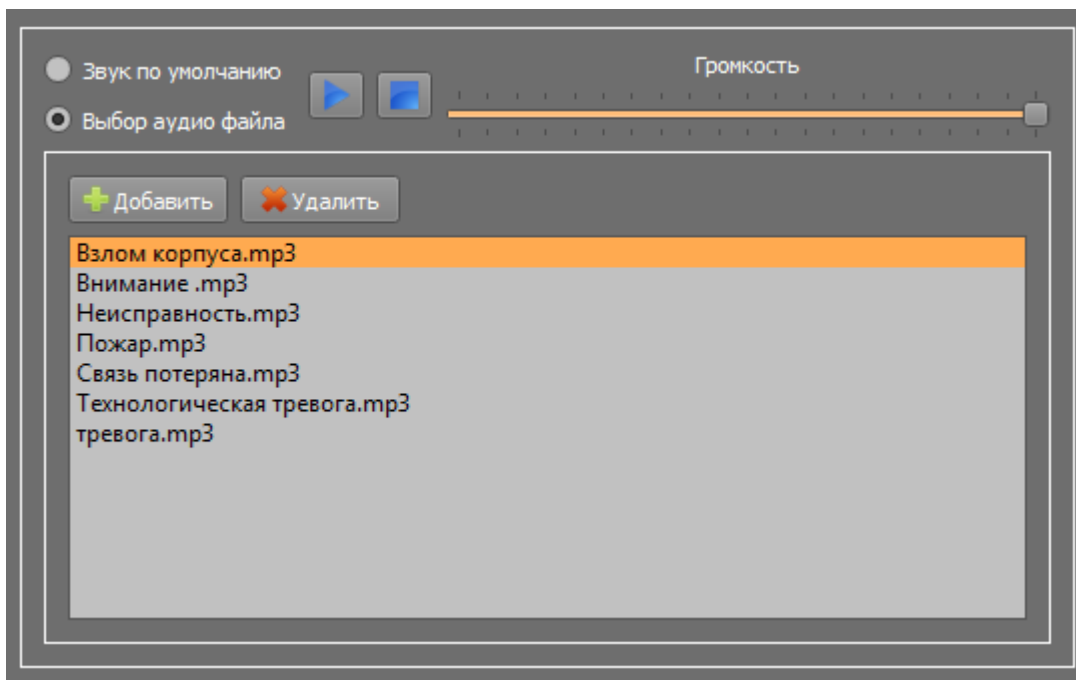 Звук по умолчанию
Громкость
Выбор аудио файла
Добавить
Удалить
Взлом корпуса.mp3
Внимание .mp3
Неисправность.mp3
Пожар.mp3
Связь потеряна.mp3
Технологическая тревога.mp3
тревога.mp3